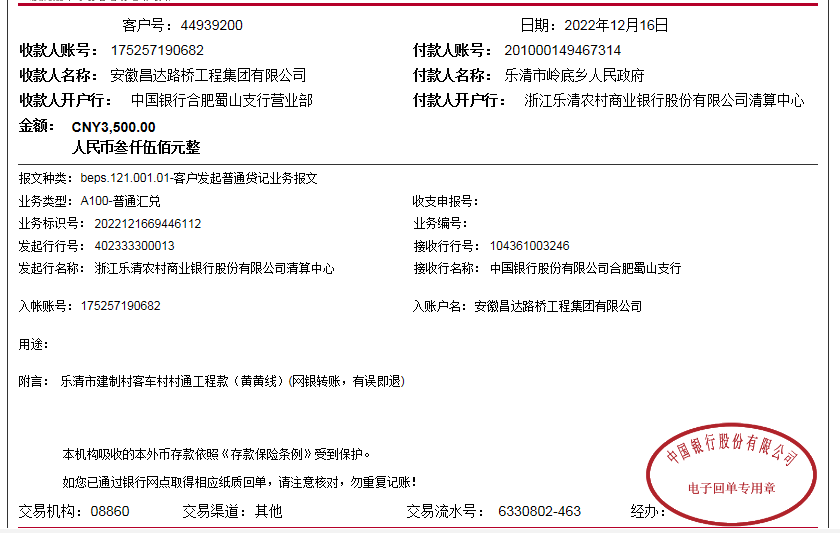 客户号：44939200 日期：2022年12月16日
收款人账号：175257190682 付款人账号：201000149467314
收款人名称：安徽昌达路桥工程集团有限公司 付款人名称：乐清市岭底乡人民政府
收款人开户行：中国银行合肥蜀山支行营业部 付款人开户行：浙江乐清农村商业银行股份有限公司清算中心
金额：CNY3,500.00
人民币叁仟伍佰元整
报文种类：beps.121.001.01-客户发起普通贷记业务报文
业务类型：A100-普通汇兑 收支申报号：
业务标识号：2022121669446112 业务编号：
发起行行号：402333300013 接收行行号：104361003246
发起行名称：浙江乐清农村商业银行股份有限公司清算中心 接收行名称：中国银行股份有限公司合肥蜀山支行
入帐账号：175257190682 入账户名：安徽昌达路桥工程集团有限公司
用途：
附言：乐清市建制村客车村村通工程款（黄黄线）(网银转账，有误即退)
本机构吸收的本外币存款依照《存款保险条例》受到保护。
如您已通过银行网点取得相应纸质回单，请注意核对，勿重复记账！
中国银行股份有限公司
电子回单专用章
交易机构：08860 交易渠道：其他 交易流水号：6330802-463 经办：